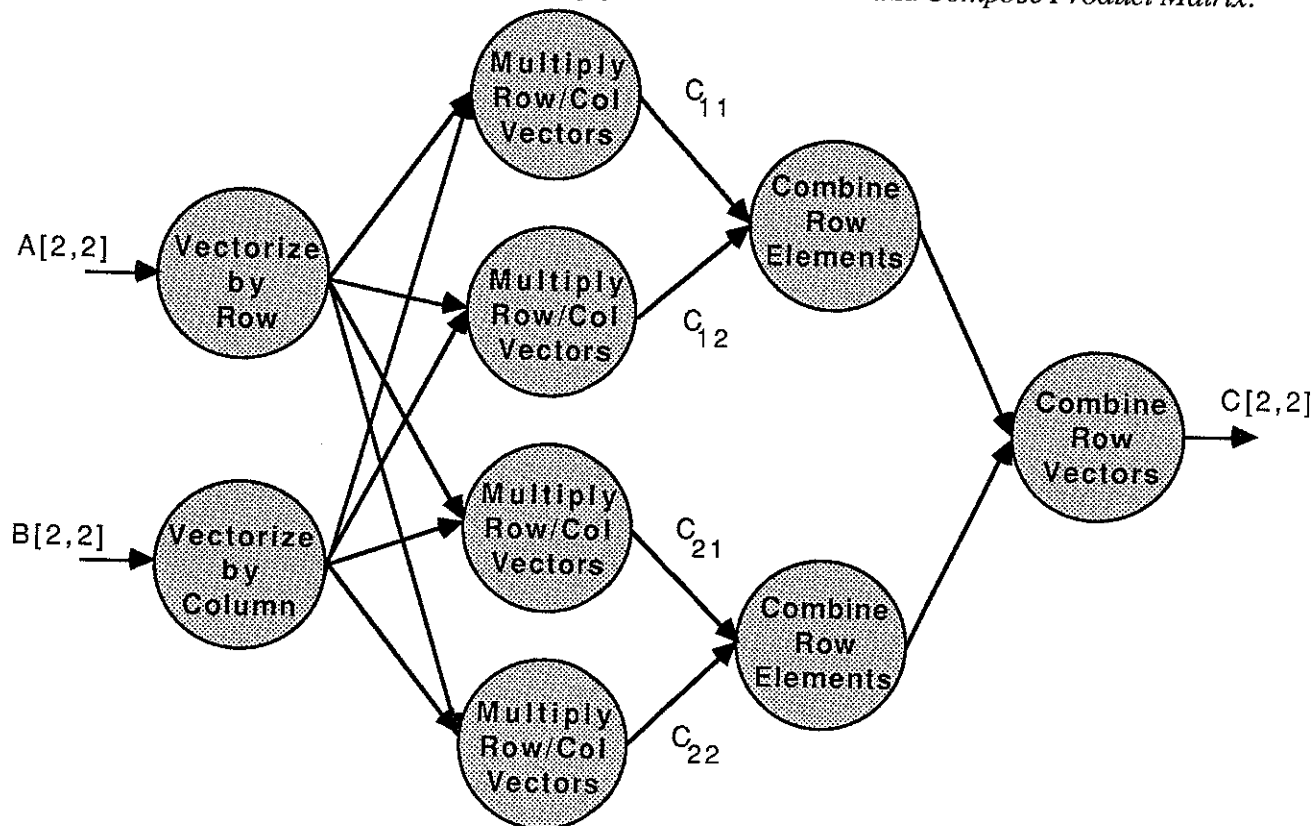 Compose Product Matrix.
Multiply
Row/Col
Vectors
C11
Combine
Row
Elements
A[2,2]
Vectorize
by
Row
Multiply
Row/Col
Vectors
C12
Combine
Row
Vectors
C[2,2]
B[2,2]
Vectorize
by
Column
Multiply
Row/Col
Vectors
C21
Combine
Row
Elements
Multiply
Row/Col
Vectors
C22